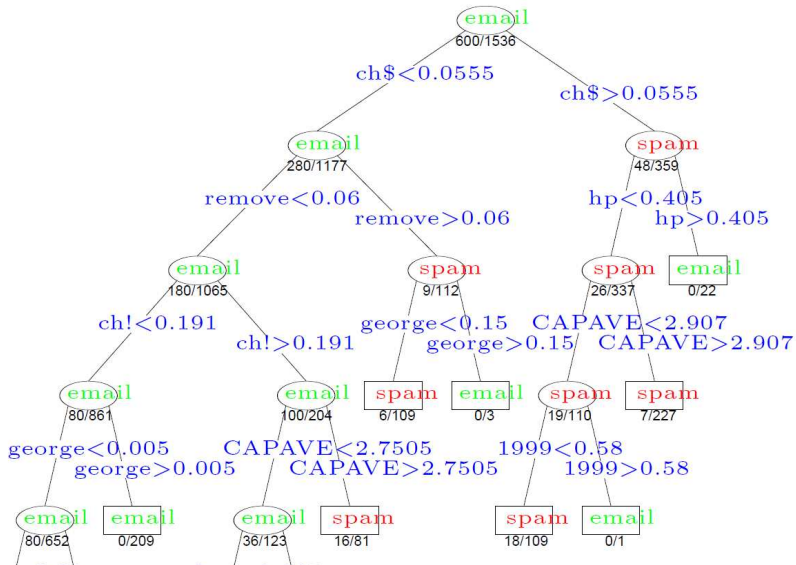 email
600/1536
ch$<0.0555
ch$>0.0555
email
280/1177
spam
48/359
remove<0.06
hp<0.405
remove>0.06
hp>0.405
email
180/1065
spam
9/112
spam
26/337
email
0/22
ch!<0.191
george<0.15
CAPAVE<2.907
ch!>0.191
george>0.15
CAPAVE>2.907
email
80/861
email
100/204
spam
6/109
email
0/3
spam
19/110
spam
7/227
george<0.005
CAPAVE<2.7505
1999<0.58
george>0.005
CAPAVE>2.7505
1999>0.58
email
80/652
email
0/209
email
36/123
spam
16/81
spam
18/109
email
0/1